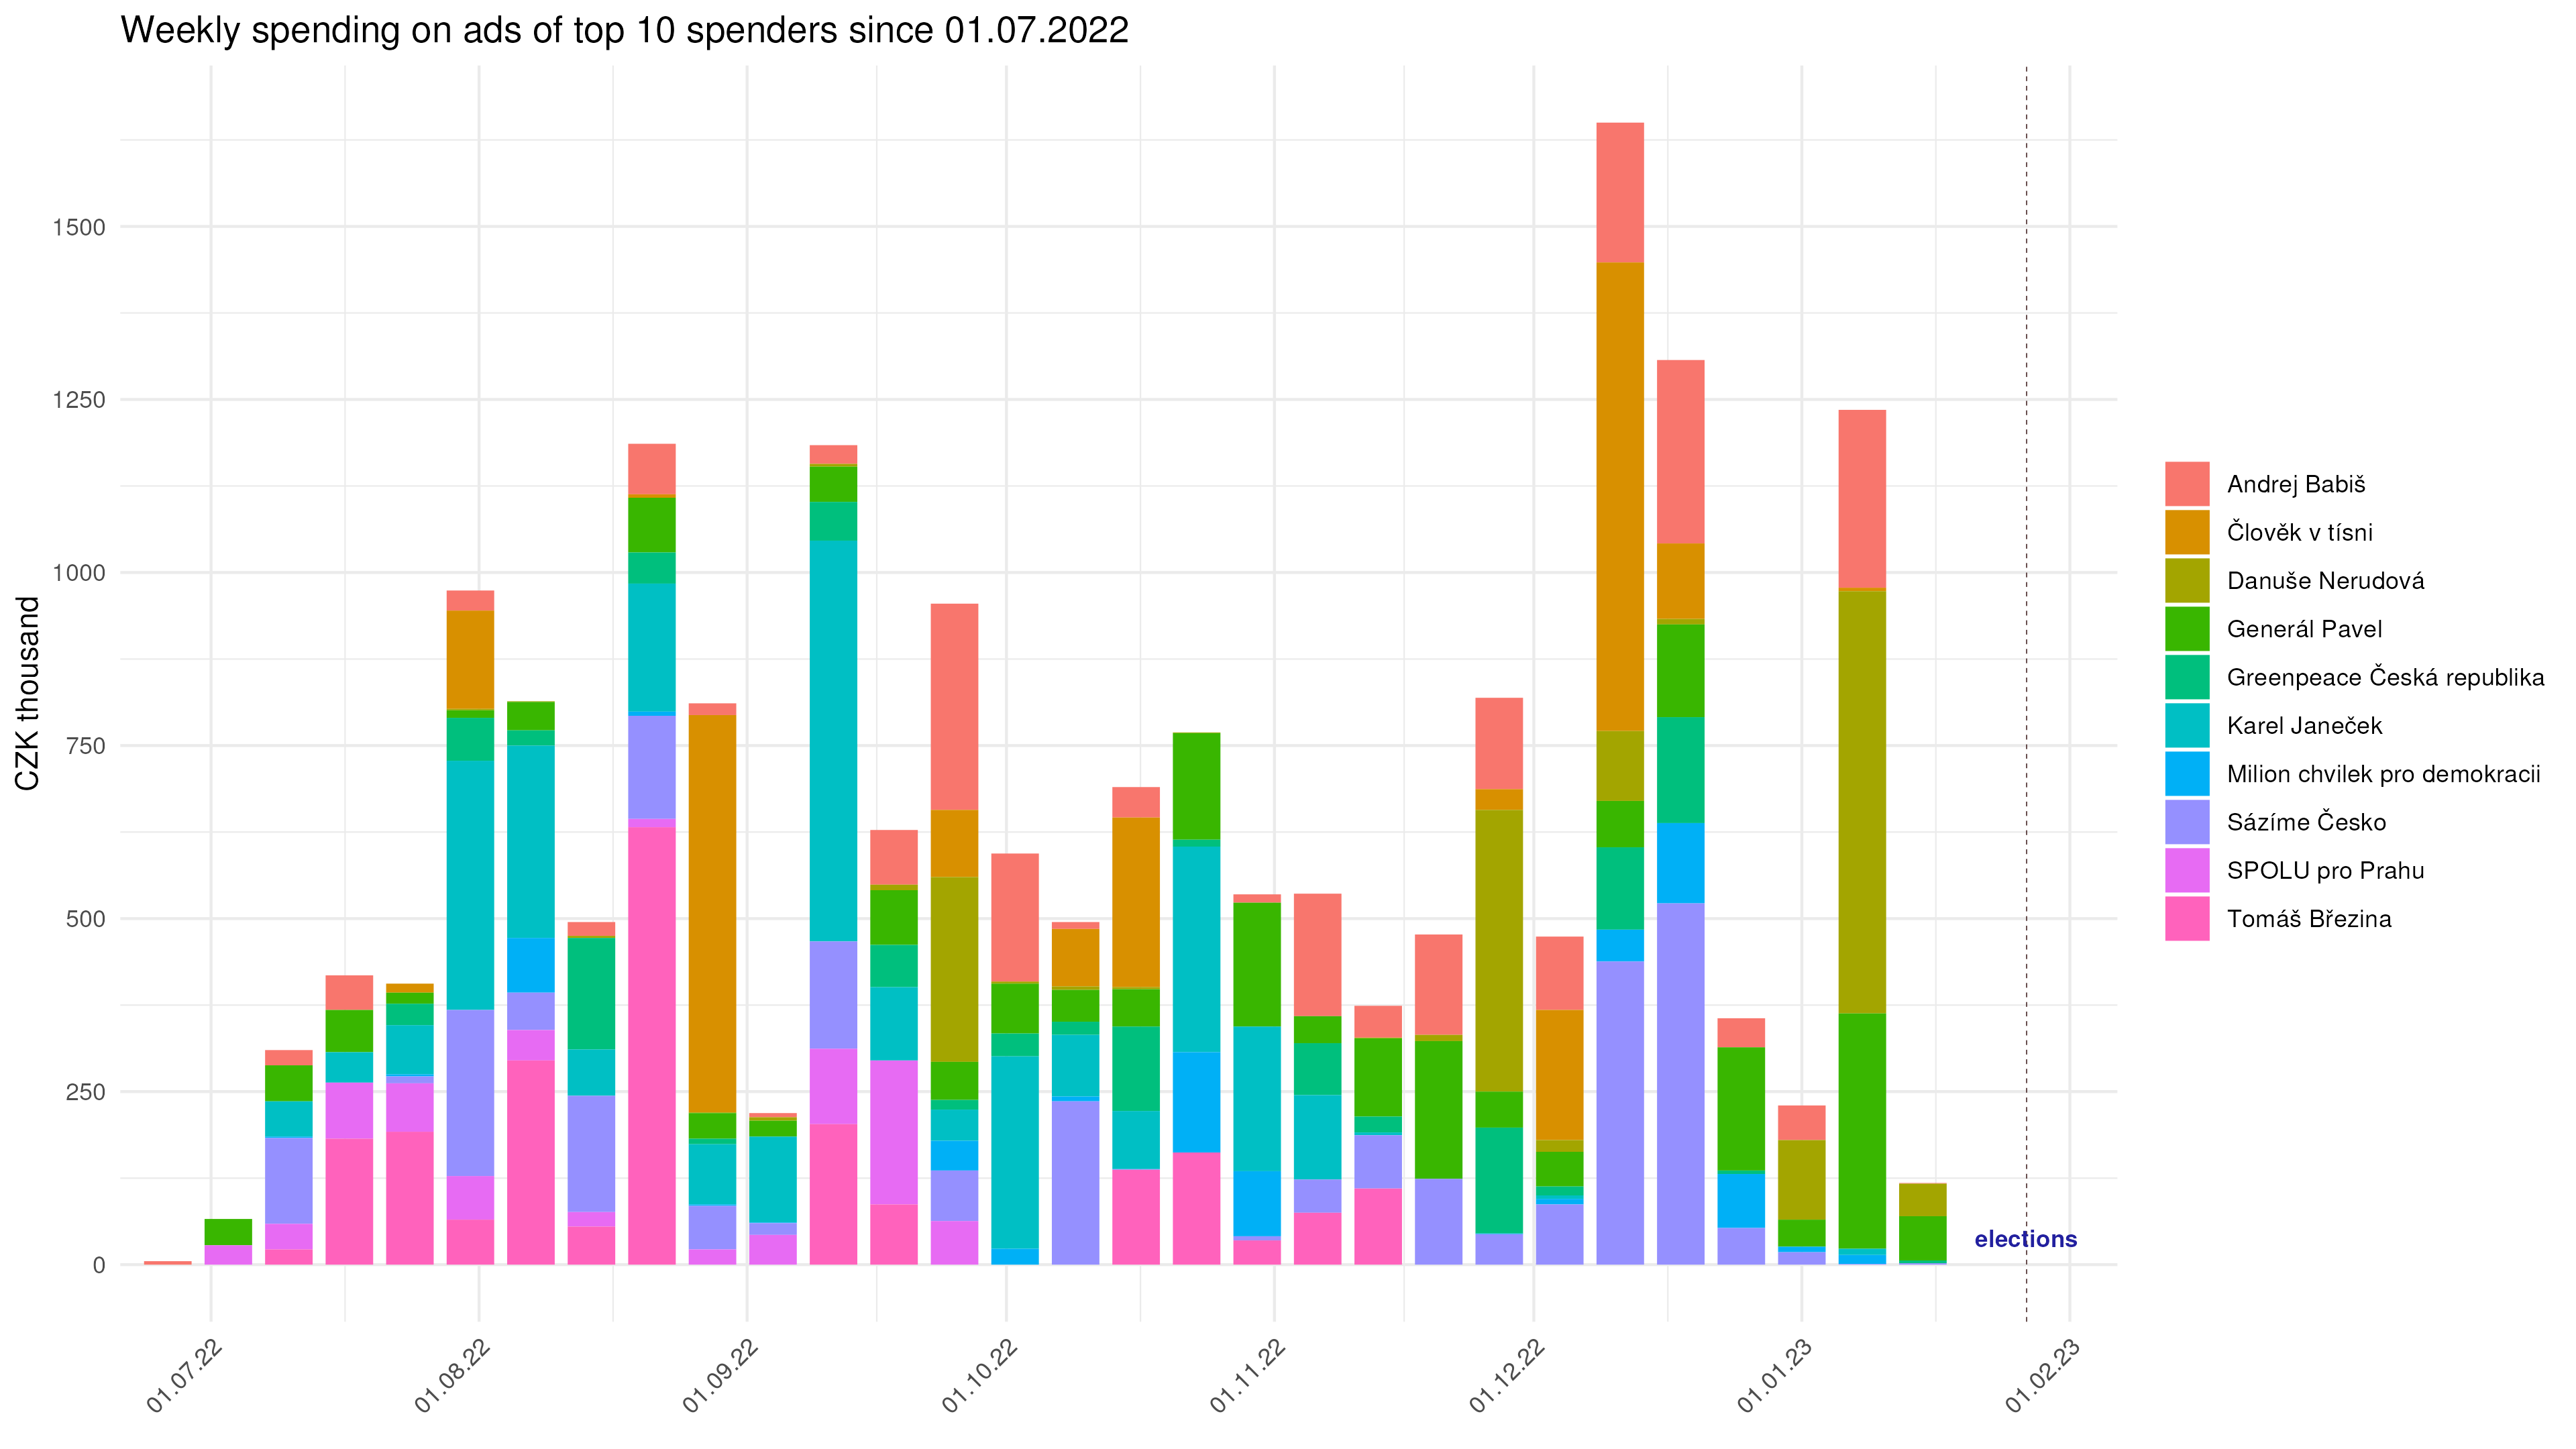 Weekly spending on ads of top 10 spenders since 01.07.2022
CZK thousand
1500
1250
1000
750
500
250
0
elections
01.07.22
01.08.22
01.09.22
01.10.22
01.11.22
01.12.22
01.01.23
01.02.23
Andrej Babiš
Člověk v tísni
Danuše Nerudová
Generál Pavel
Greenpeace Česká republika
Karel Janeček
Milion chvilek pro demokracii
Sázíme Česko
SPOLU pro Prahu
Tomáš Březina